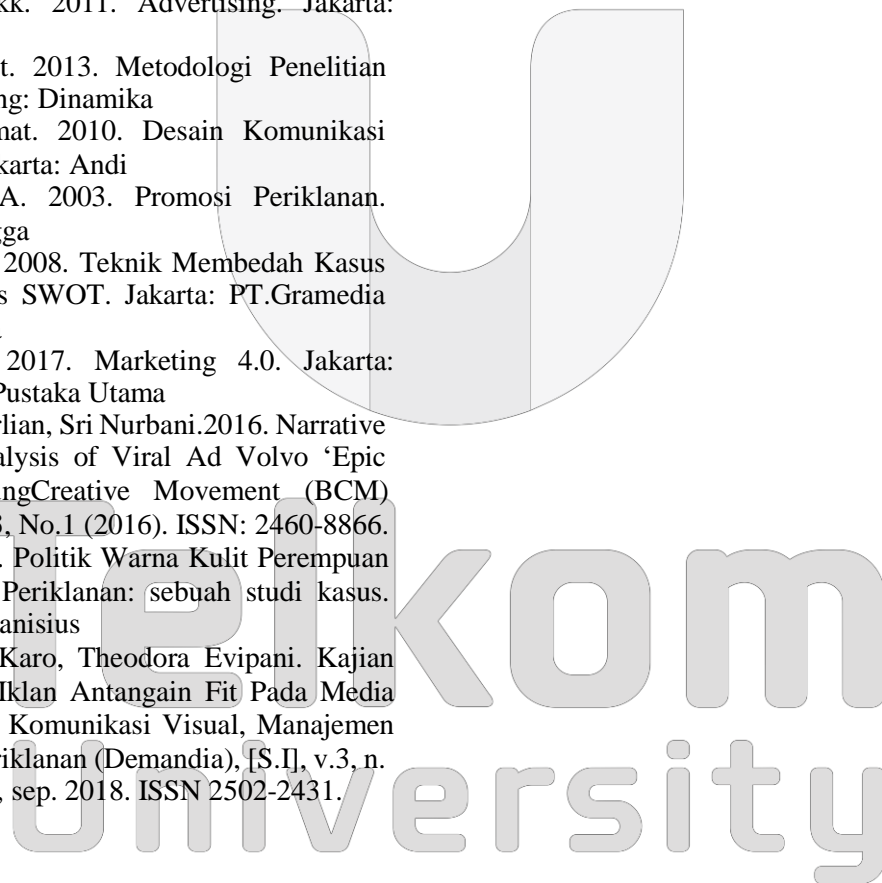 kk. 2011. Advertising. Jakarta:
t. 2013. Metodologi Penelitian
ng: Dinamika
mat. 2010. Desain Komunikasi
karta: Andi
A. 2003. Promosi Periklanan.
gga
2008. Teknik Membedah Kasus
s SWOT. Jakarta: PT.Gramedia
2017. Marketing 4.0. Jakarta:
Pustaka Utama
rlian, Sri Nurbani.2016. Narrative
alysis of Viral Ad Volvo ‘Epic
ungCreative Movement (BCM)
3, No.1 (2016). ISSN: 2460-8866.
. Politik Warna Kulit Perempuan
Periklanan: sebuah studi kasus.
anisius
Karo, Theodora Evipani. Kajian
Iklan Antangain Fit Pada Media
Komunikasi Visual, Manajemen
riklanan (Demandia), [S.I], v.3, n.
, sep. 2018. ISSN 2502-2431.
Telkom
University